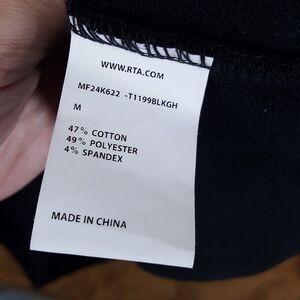 WWW.RTA.COM
MF24K622 -T1199BLKGH
M
47% COTTON
49% POLYESTER
4% SPANDEX
MADE IN CHINA